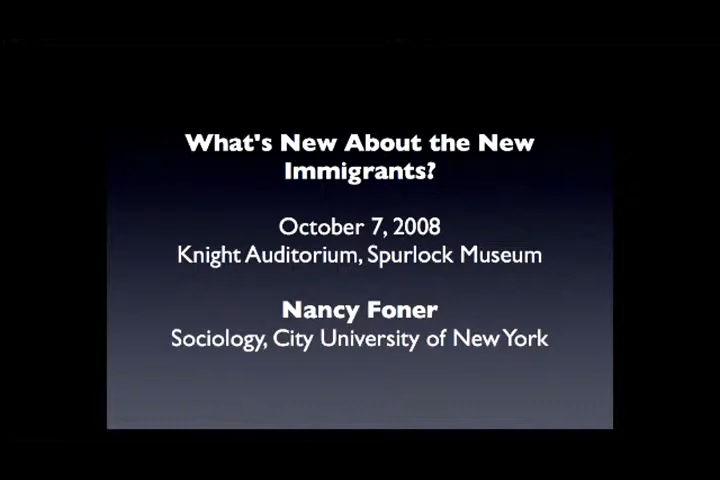 What's New About the New
Immigrants?
October 7, 2008
Knight Auditorium, Spurlock Museum
Nancy Foner
Sociology, City University of New York